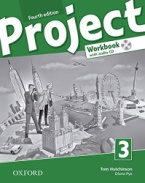 Fourth edition
Project
Workbook
with audio CD
3
Tom Hutchinson
Diana Pye
OXFORD